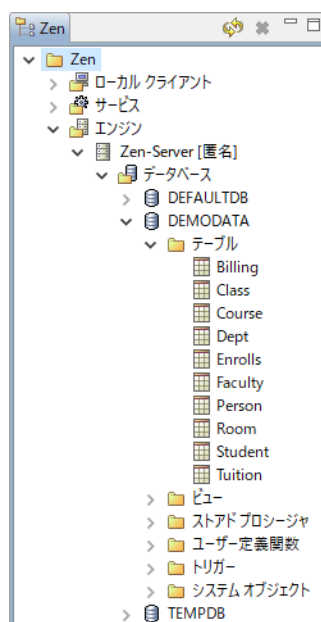 Zen
Zen
ローカル クライアント
サービス
エンジン
Zen-Server [匿名]
データベース
DEFAULTDB
DEMODATA
テーブル
Billing
Class
Course
Dept
Enrolls
Faculty
Person
Room
Student
Tuition
ビュー
ストアド プロシージャ
ユーザー定義関数
トリガー
システム オブジェクト
TEMPDB